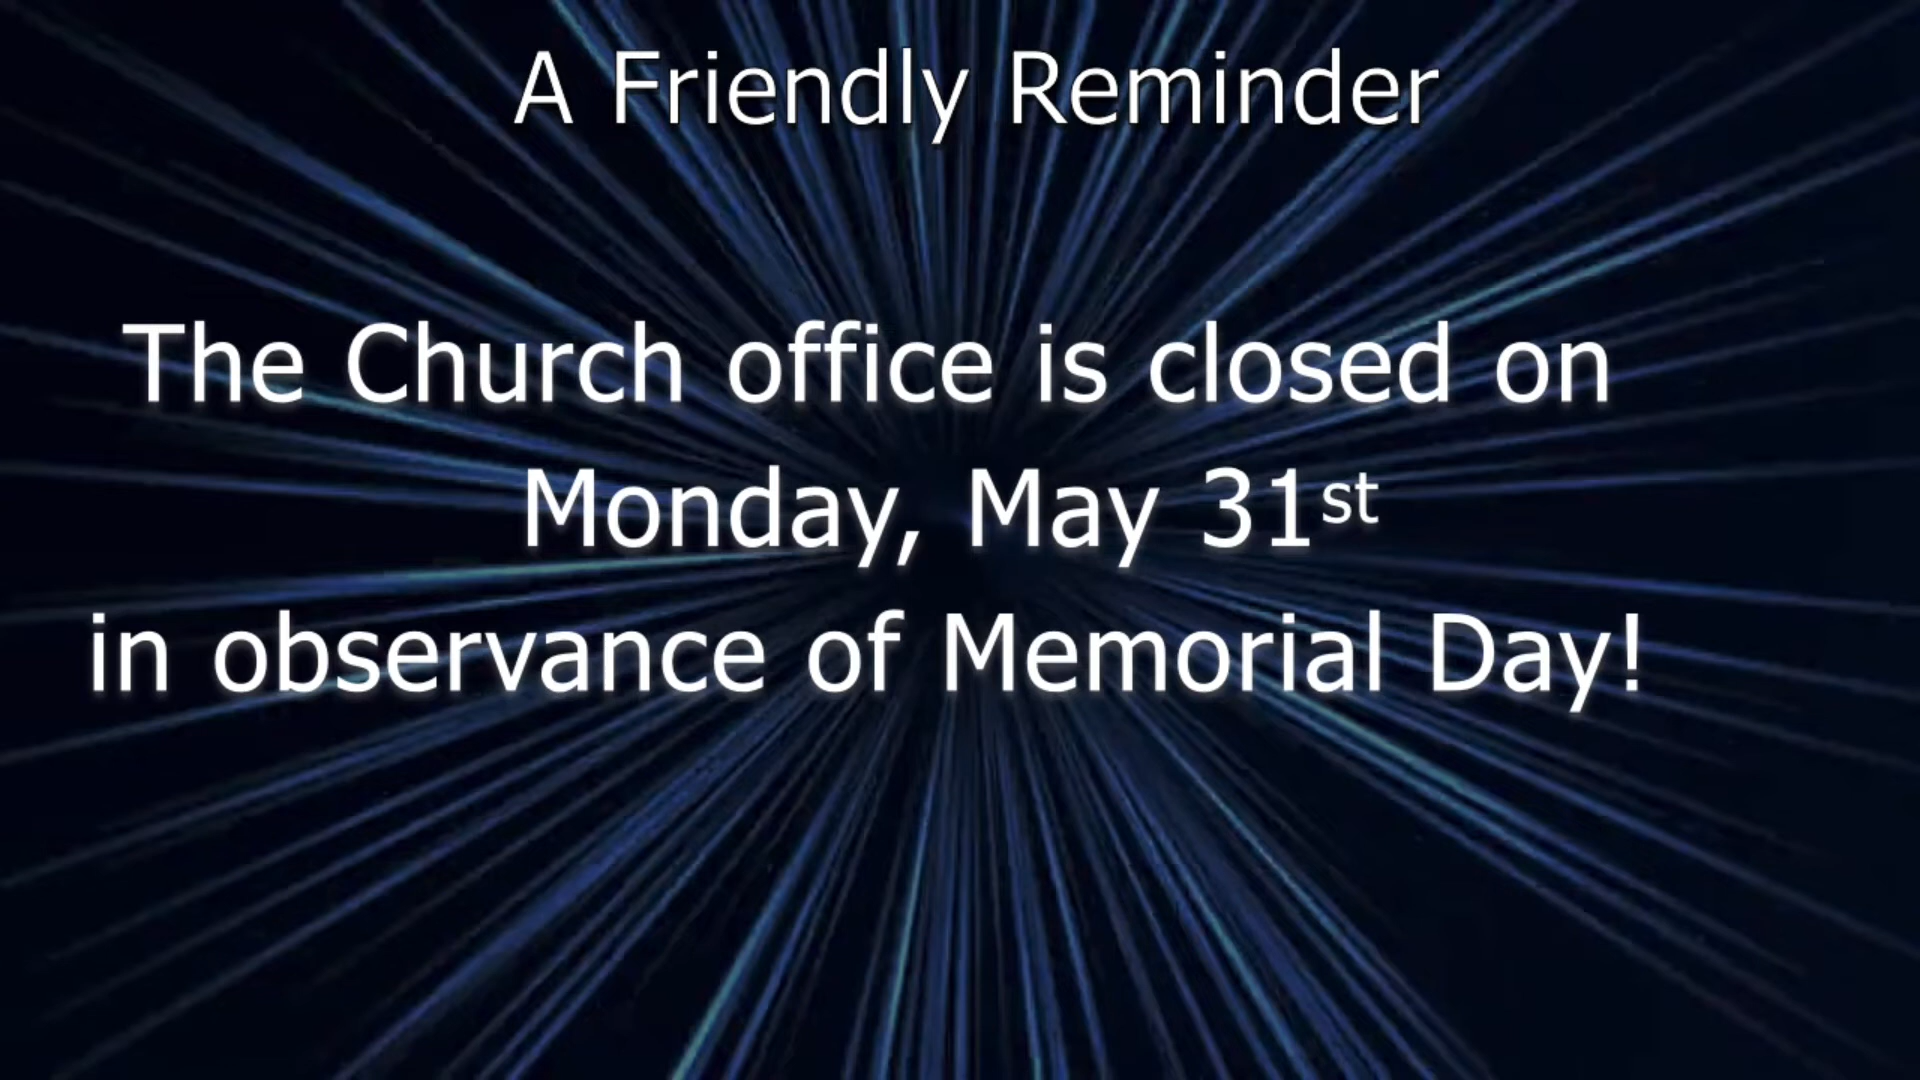 A Friendly Reminder
The Church office is closed on
Monday, May 31st
in observance of Memorial Day!